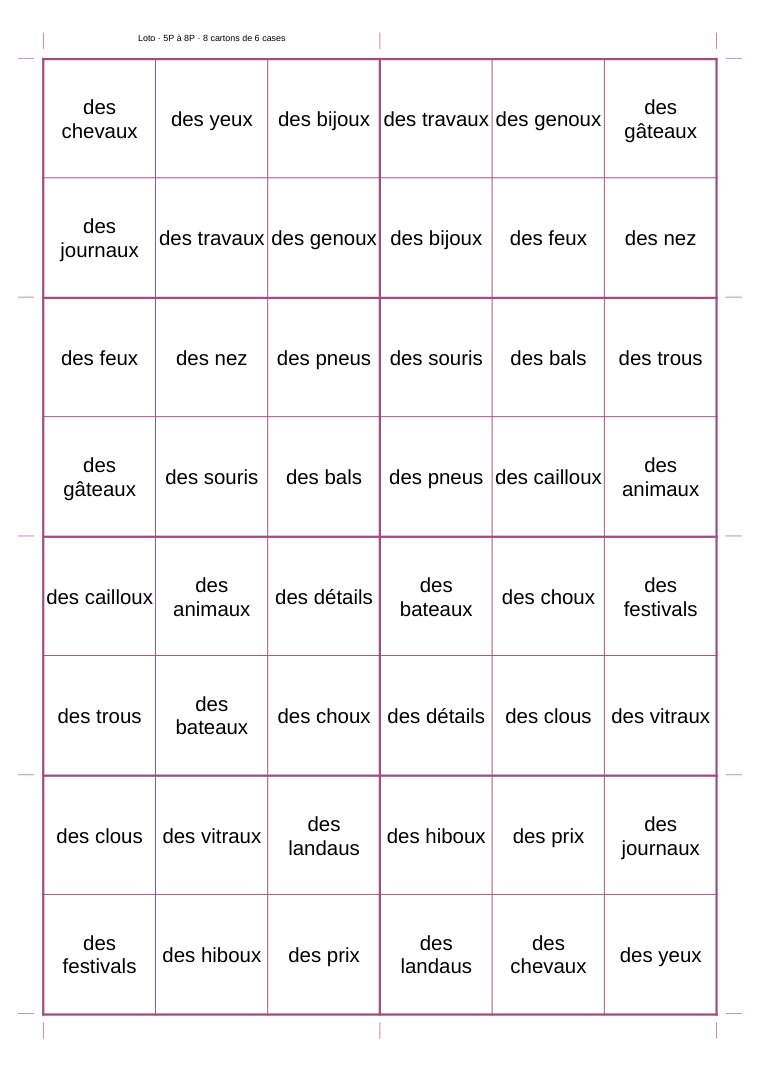 Loto · 5P à 8P · 8 cartons de 6 cases
des chevaux
des yeux
des bijoux
des travaux
des genoux
des gâteaux
des journaux
des travaux
des genoux
des bijoux
des feux
des nez
des feux
des nez
des pneus
des souris
des bals
des trous
des gâteaux
des souris
des bals
des pneus
des cailloux
des animaux
des cailloux
des animaux
des détails
des bateaux
des choux
des festivals
des trous
des bateaux
des choux
des détails
des clous
des vitraux
des clous
des vitraux
des landaus
des hiboux
des prix
des journaux
des festivals
des hiboux
des prix
des landaus
des chevaux
des yeux